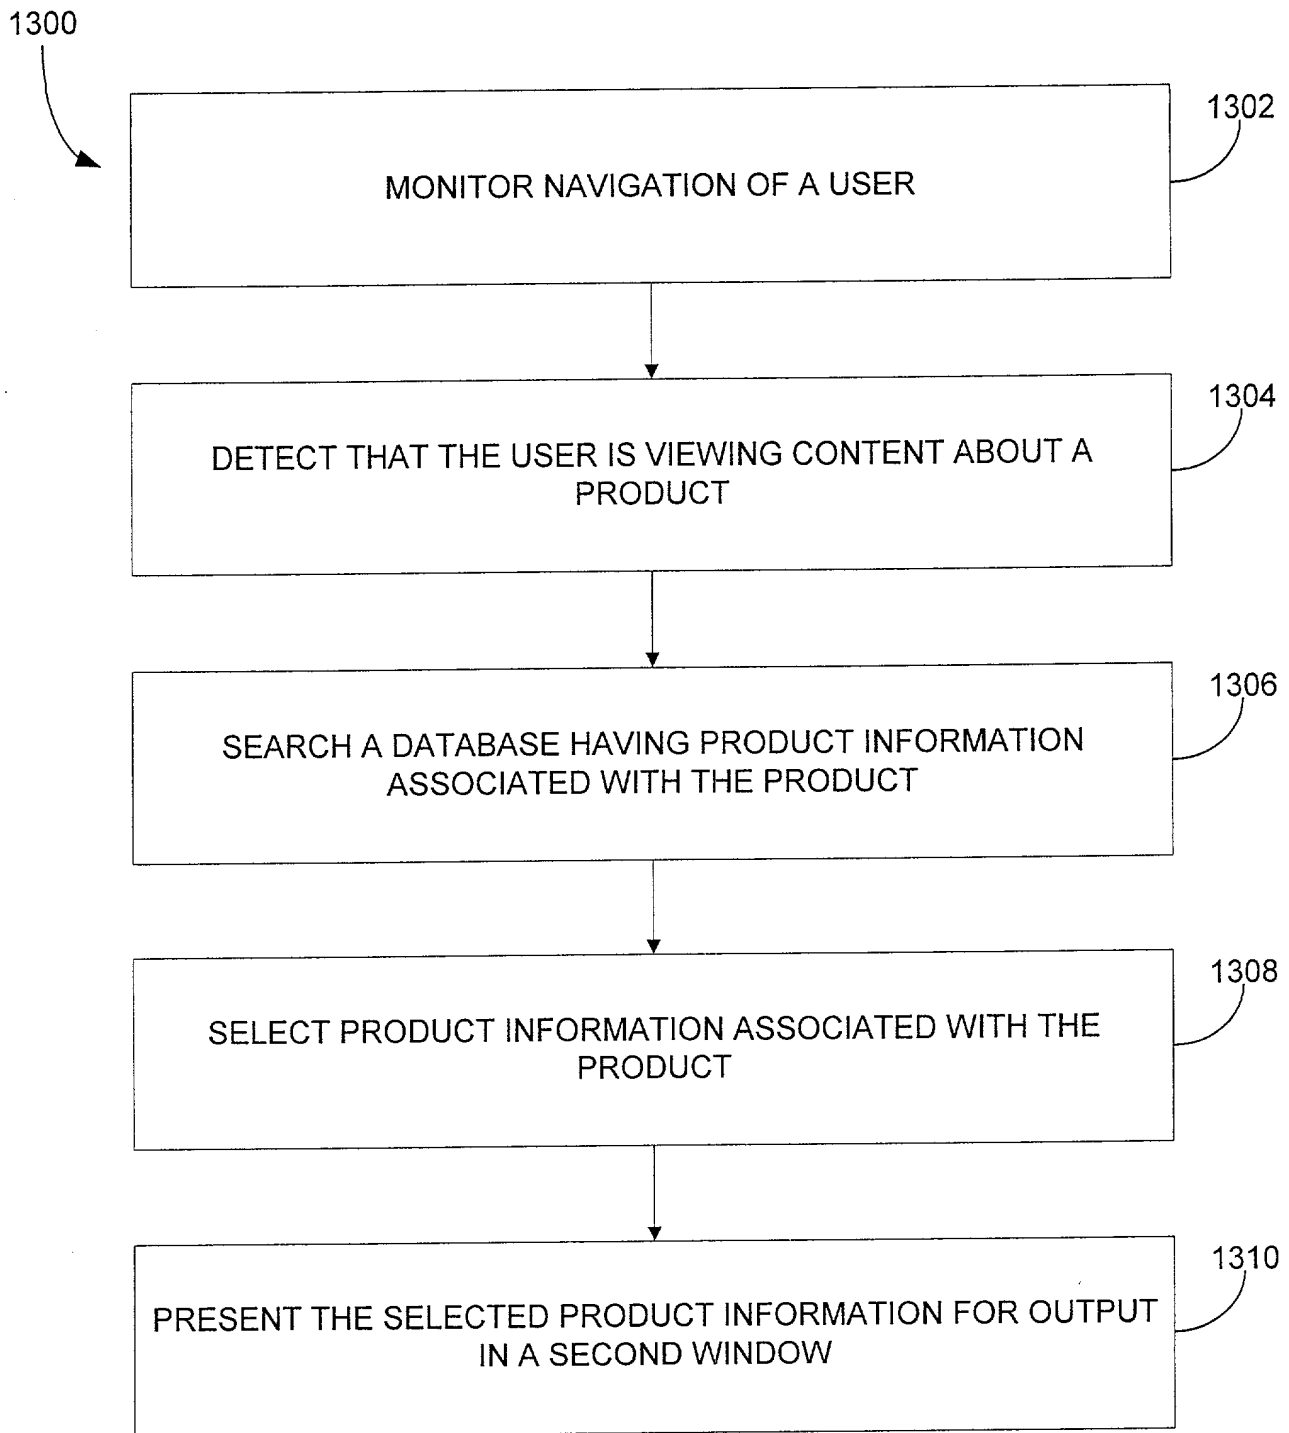 1300
1302
MONITOR NAVIGATION OF A USER
1304
DETECT THAT THE USER IS VIEWING CONTENT ABOUT A
PRODUCT
1306
SEARCH A DATABASE HAVING PRODUCT INFORMATION
ASSOCIATED WITH THE PRODUCT
1308
SELECT PRODUCT INFORMATION ASSOCIATED WITH THE
PRODUCT
1310
PRESENT THE SELECTED PRODUCT INFORMATION FOR OUTPUT
IN A SECOND WINDOW